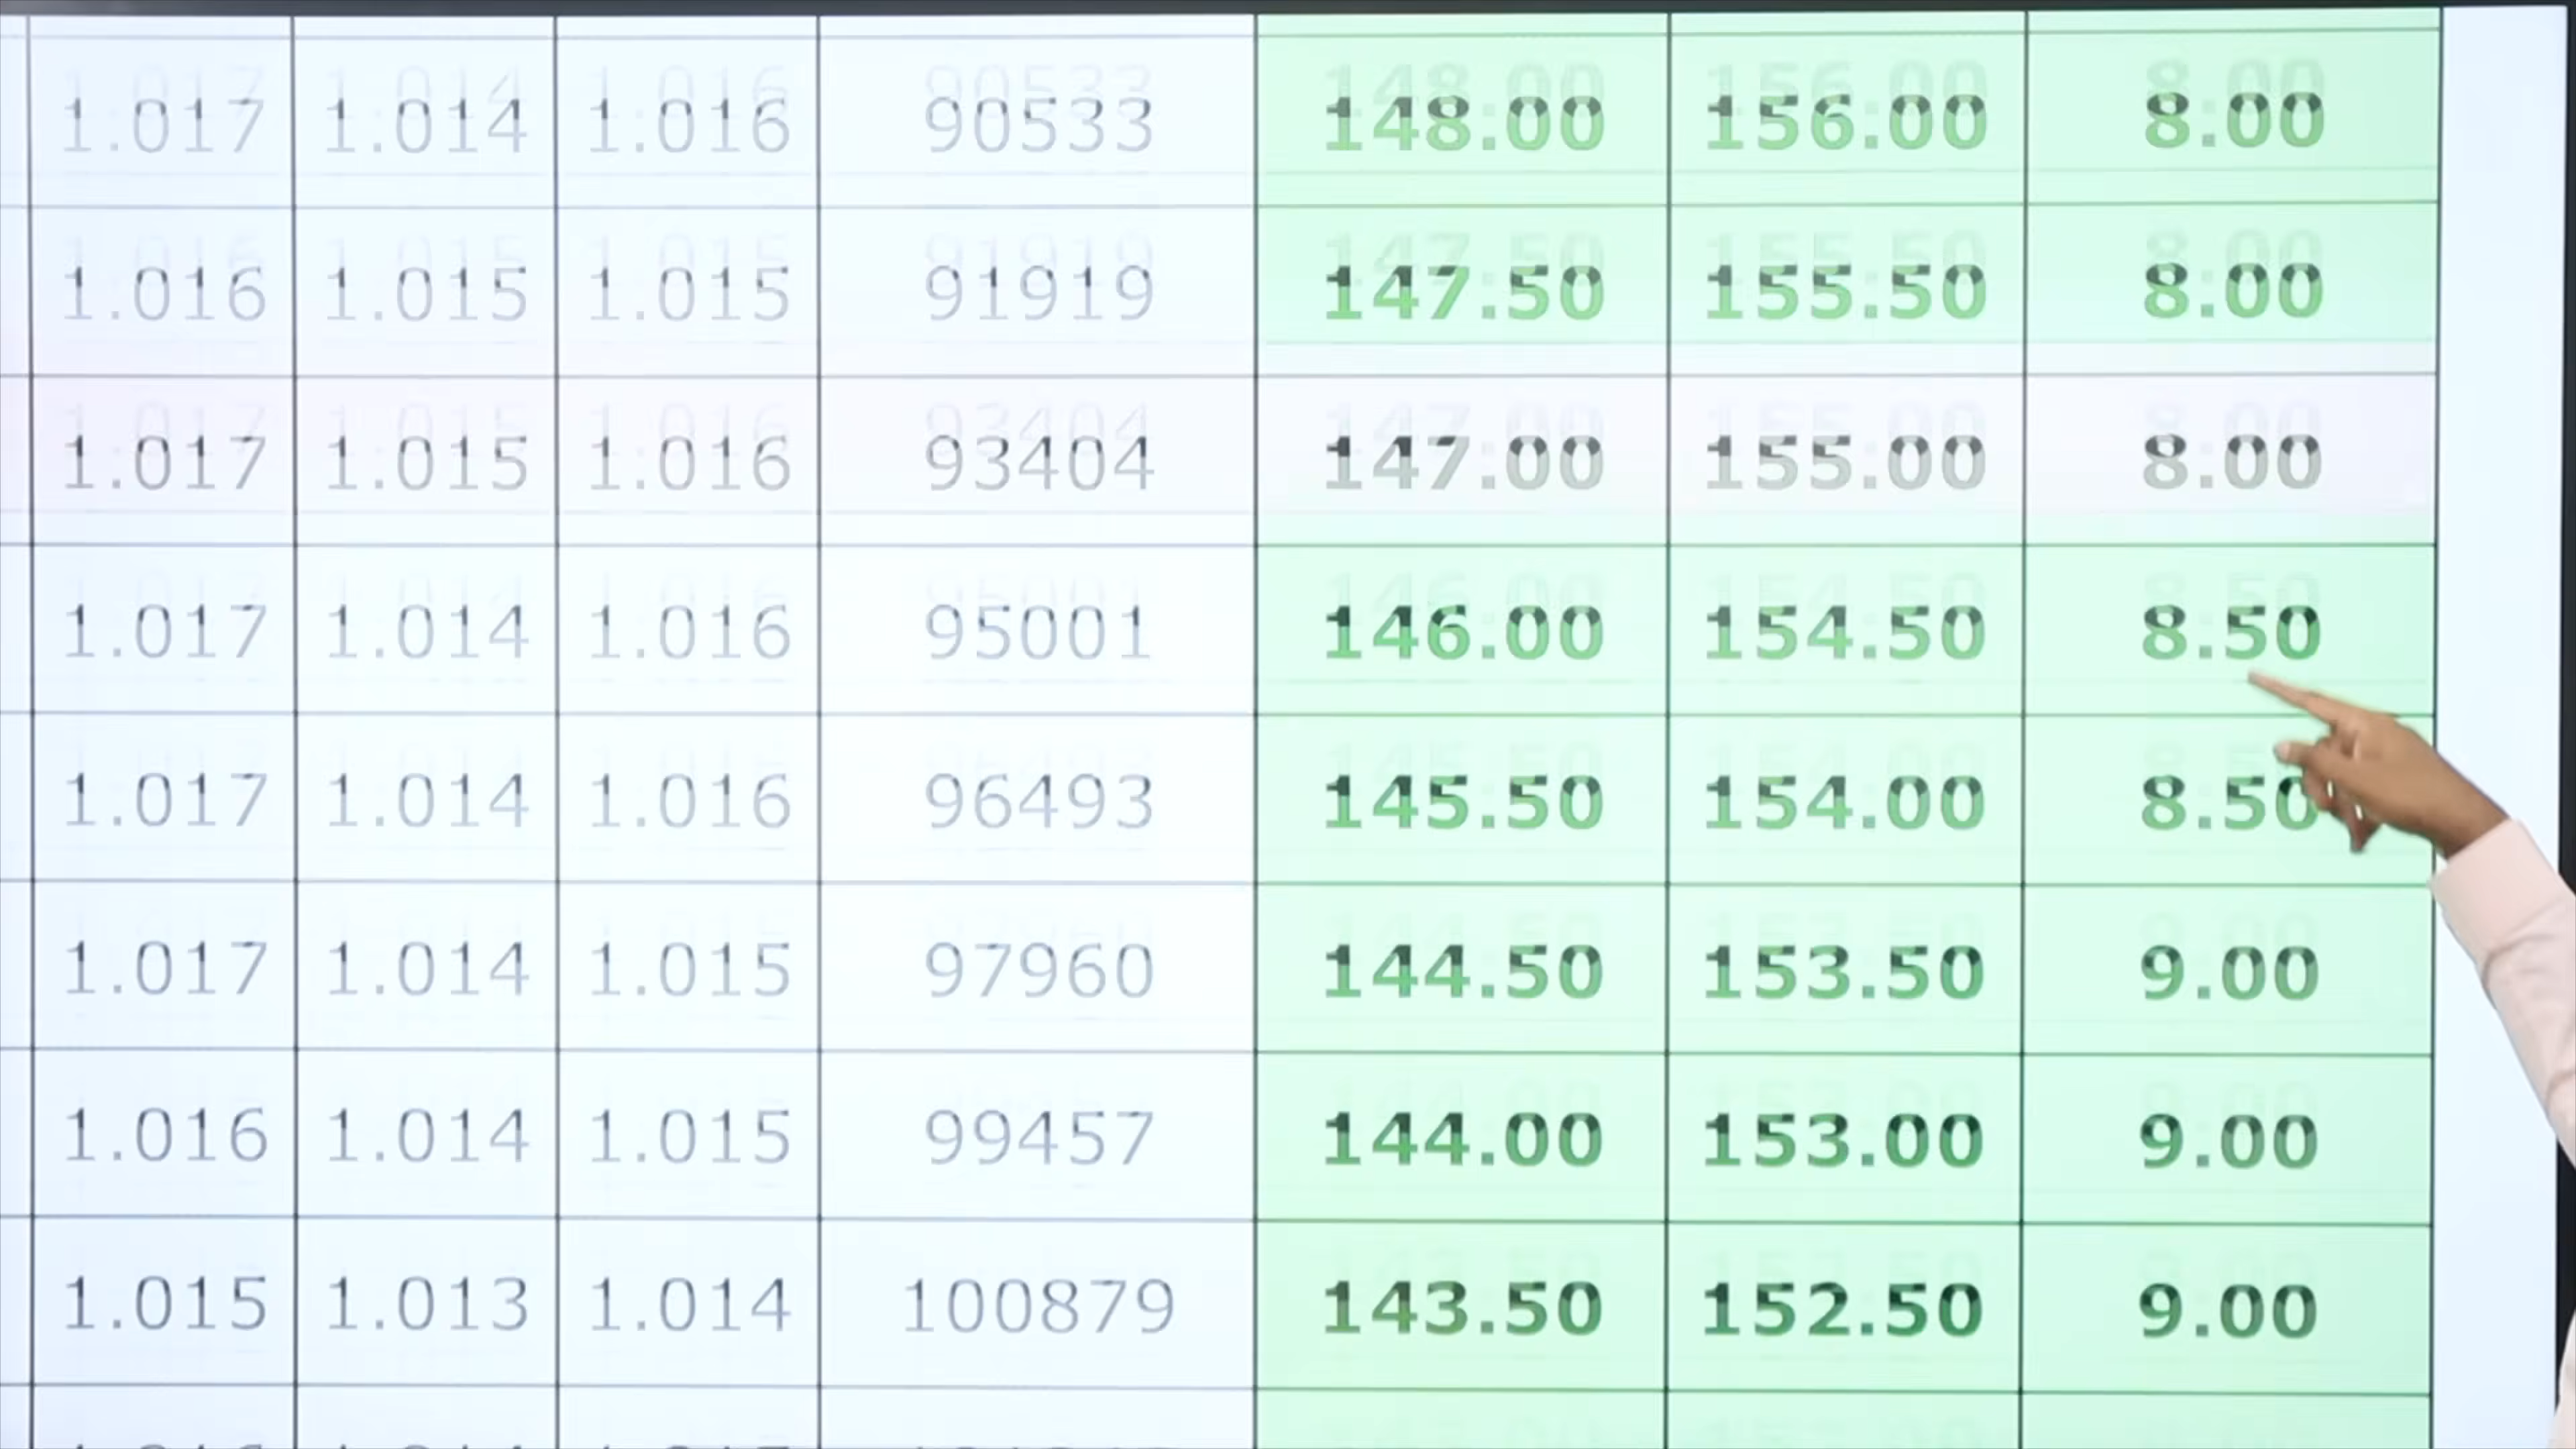 1.017 1.014 1.016 90533 148.00 156.00 8.00
1.016 1.015 1.015 91919 147.50 155.50 8.00
1.017 1.015 1.016 93404 147.00 155.00 8.00
1.017 1.014 1.016 95001 146.00 154.50 8.50
1.017 1.014 1.016 96493 145.50 154.00 8.50
1.017 1.014 1.015 97960 144.50 153.50 9.00
1.016 1.014 1.015 99457 144.00 153.00 9.00
1.015 1.013 1.014 100879 143.50 152.50 9.00